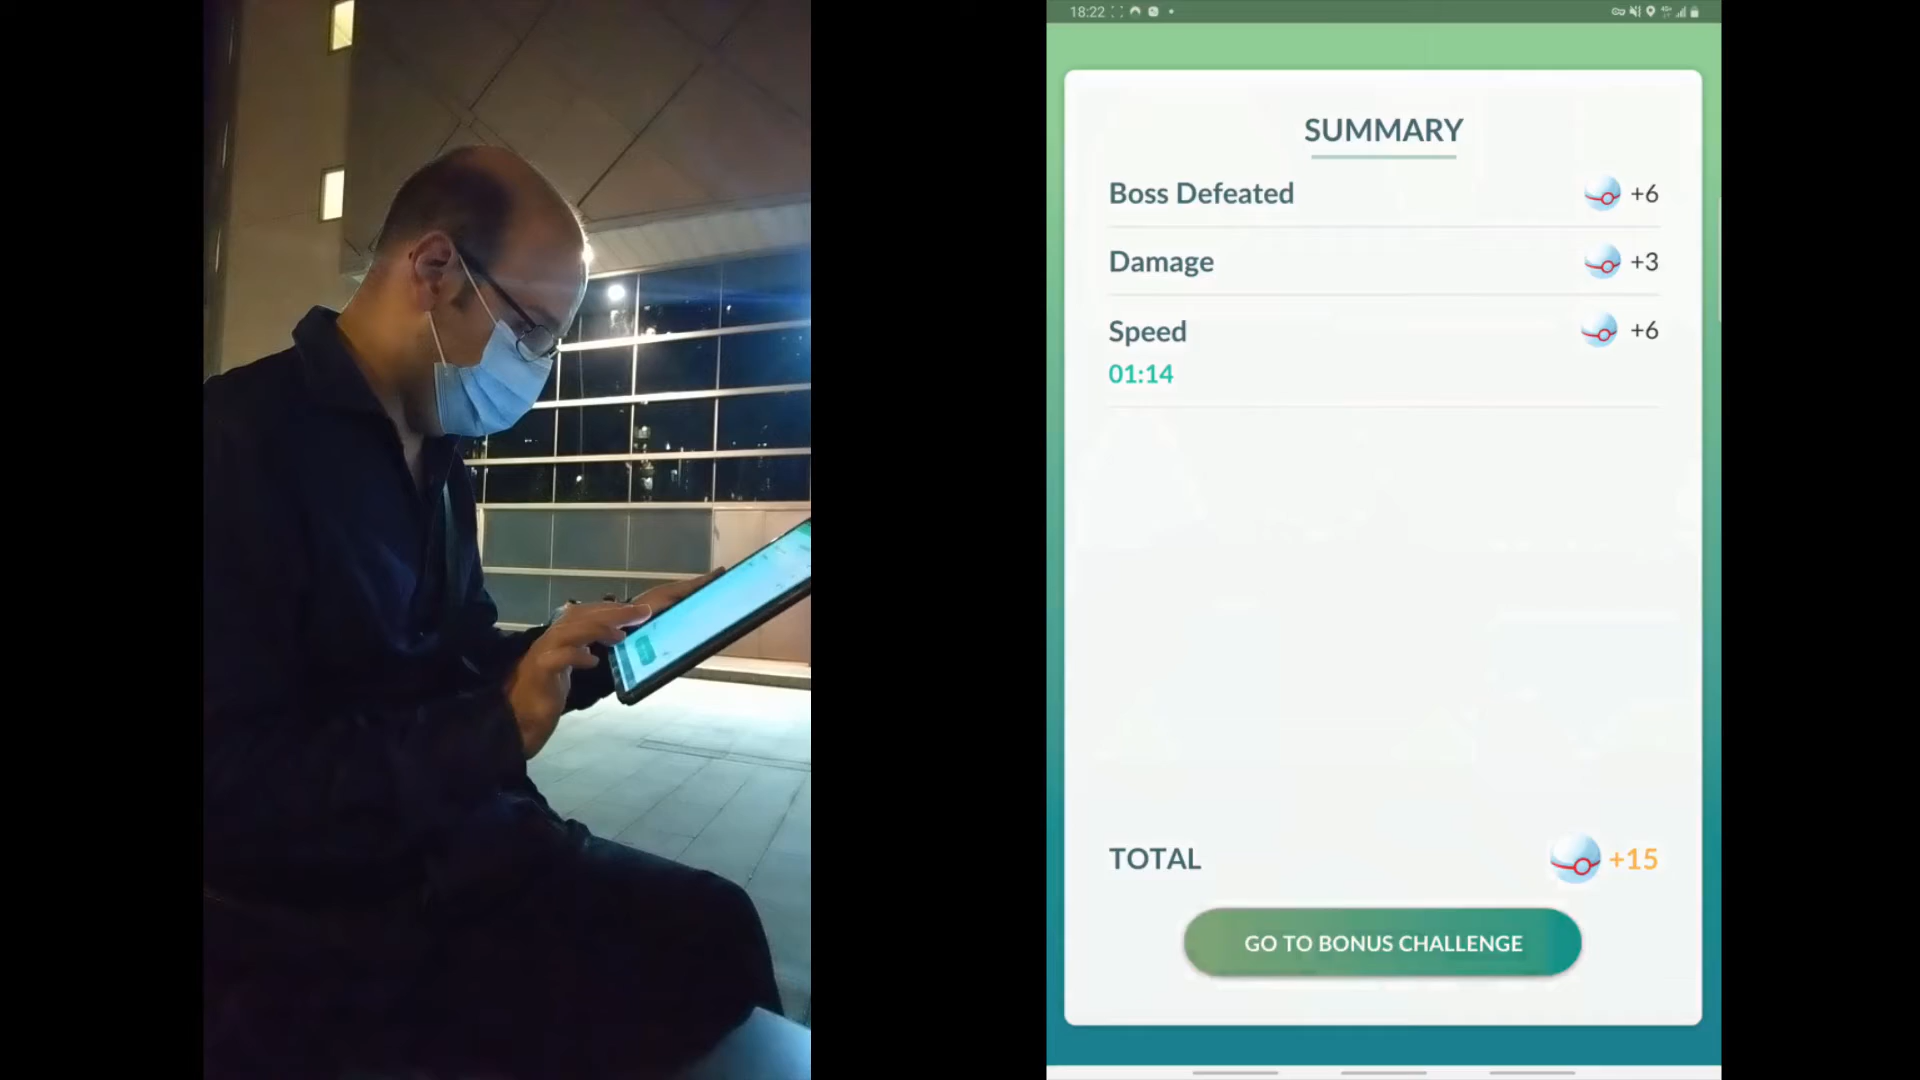 18:22
SUMMARY
Boss Defeated +6
Damage +3
Speed +6
01:14
TOTAL +15
GO TO BONUS CHALLENGE